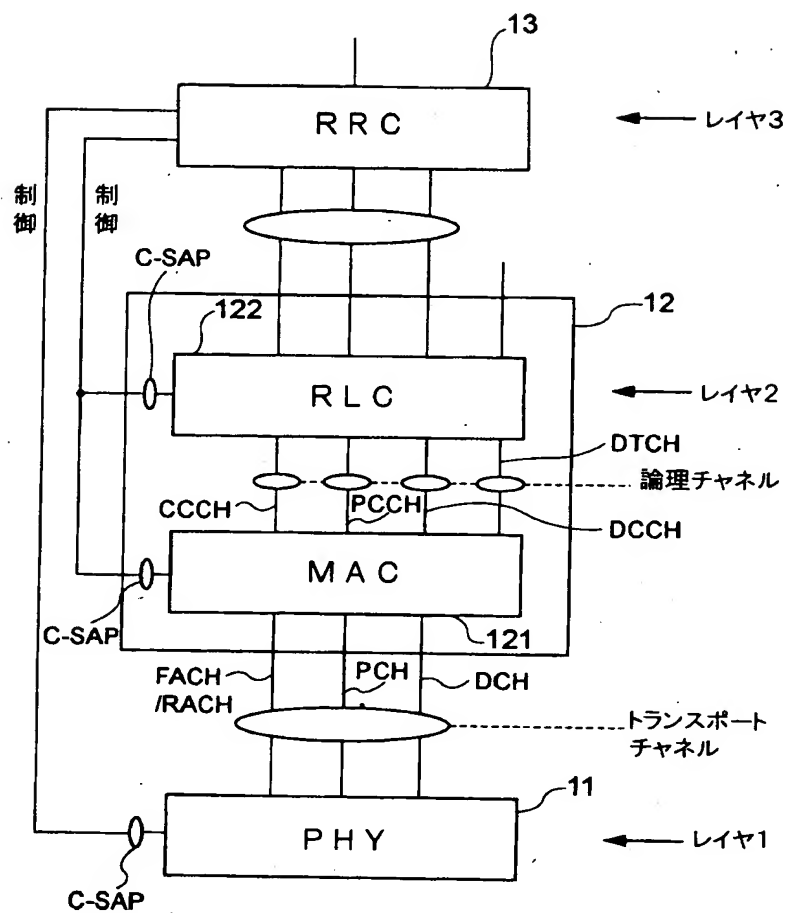 13
RRC
レイヤ3
制御
制御
C-SAP
122
12
RLC
レイヤ2
DTCH
論理チャネル
CCCH
PCCH
DCCH
MAC
C-SAP
121
FACH
/RACH
PCH
DCH
トランスポート
チャネル
11
PHY
レイヤ1
C-SAP